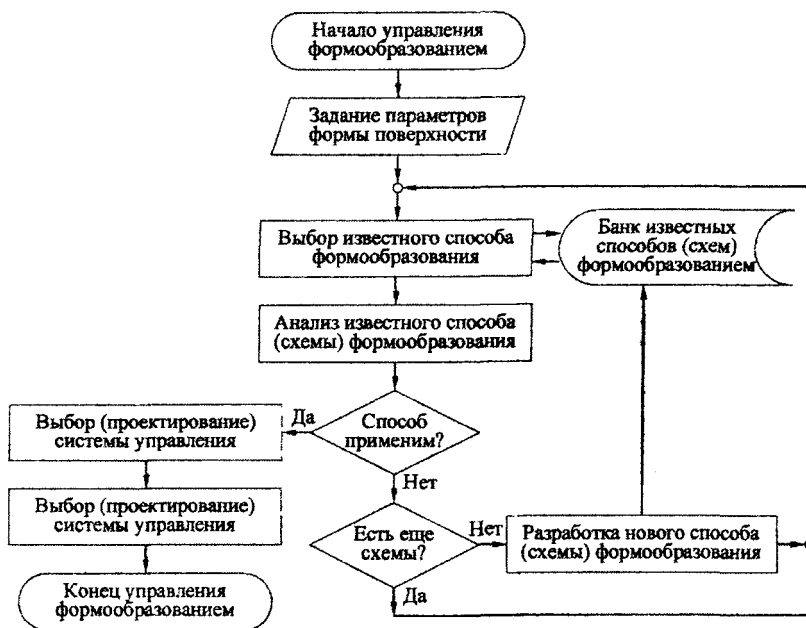 Начало управления
формообразованием
Задание параметров
формы поверхности
Выбор известного способа
формообразования
Банк известных
способов (схем)
формообразованием
Анализ известного способа
(схемы) формообразования
Способ
применим?
Да
Выбор (проектирование)
системы управления
Нет
Выбор (проектирование)
системы управления
Есть еще
схемы?
Нет
Разработка нового способа
(схемы) формообразования
Да
Конец управления
формообразованием